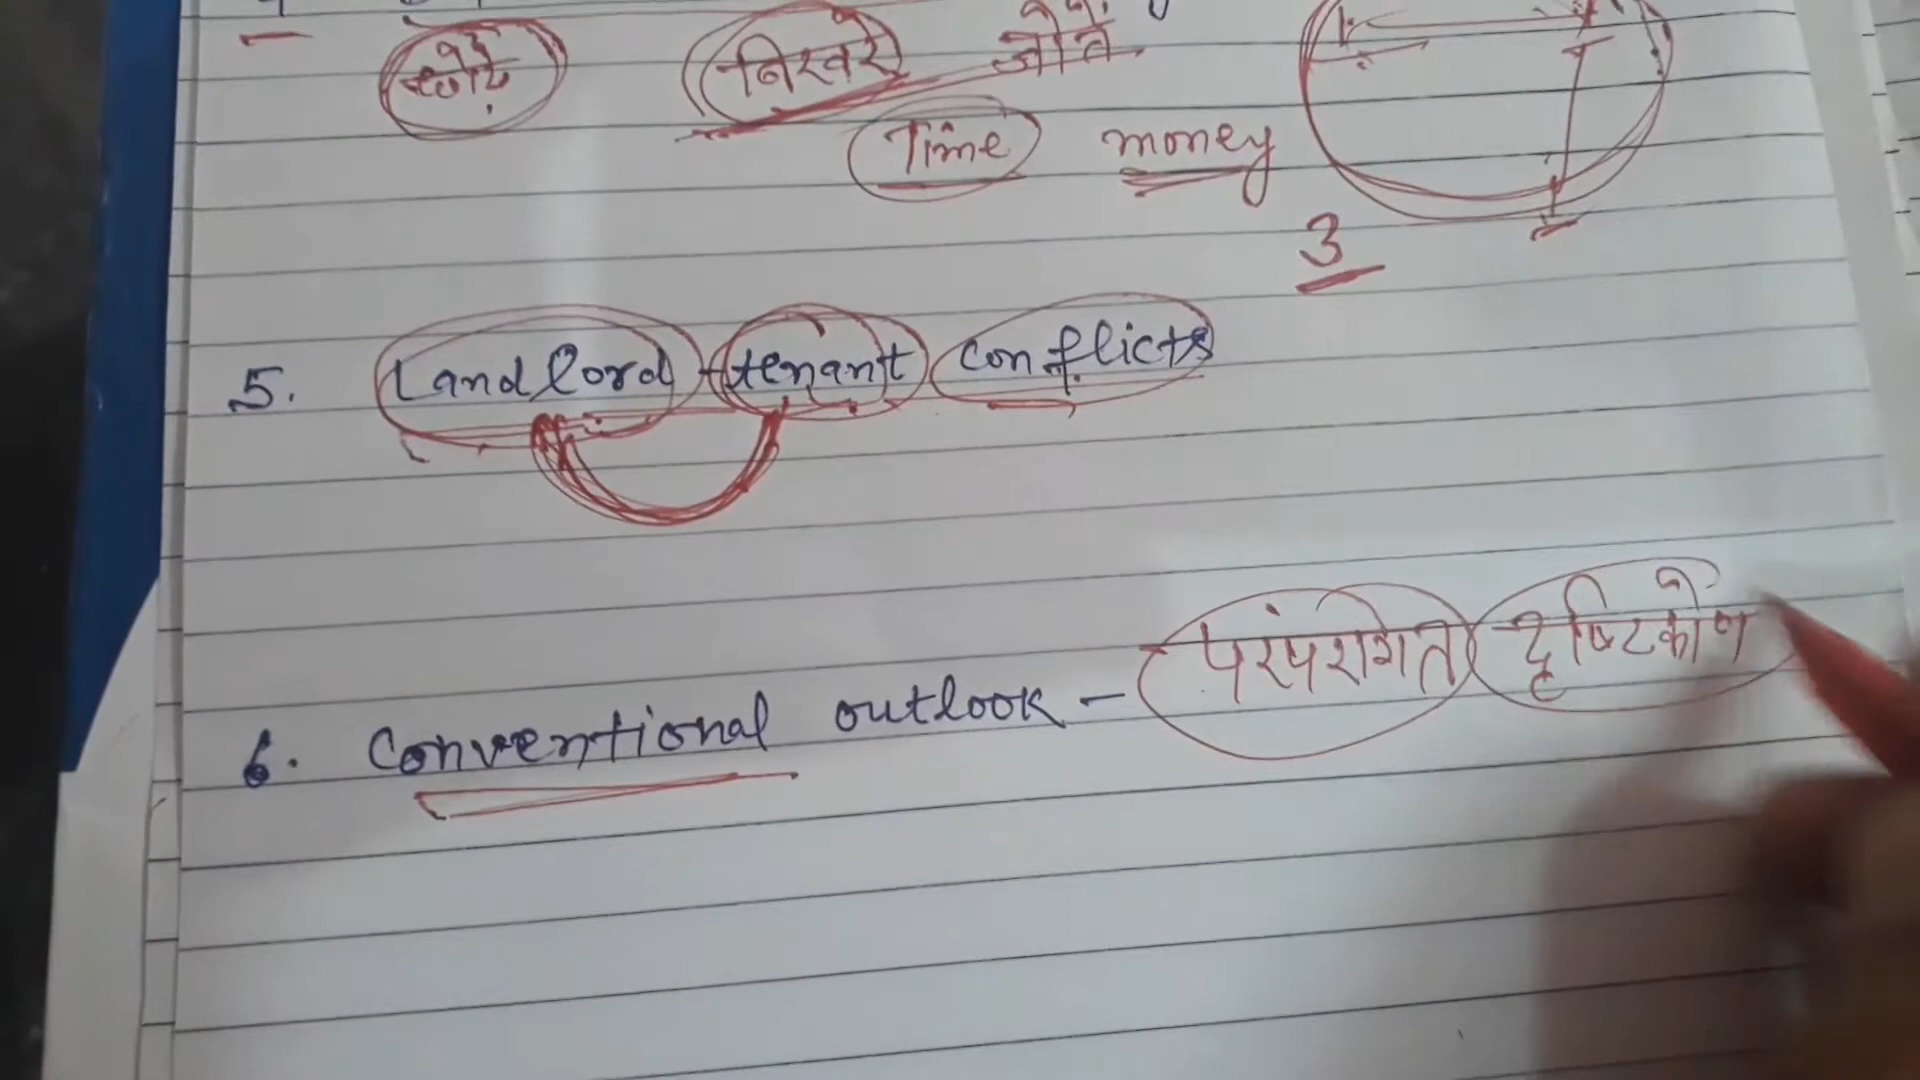 छोटे बिखरे जोतें
Time money
3
5. Landlord-tenant conflicts
6. Conventional outlook - परंपरागत दृष्टिकोण